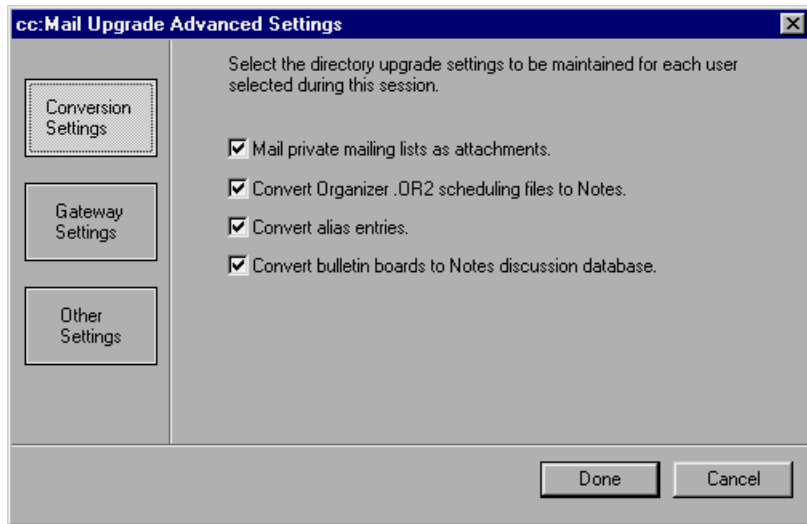 cc:Mail Upgrade Advanced Settings
Select the directory upgrade settings to be maintained for each user
selected during this session.
Conversion
Settings
Mail private mailing lists as attachments.
Convert Organizer .OR2 scheduling files to Notes.
Convert alias entries.
Convert bulletin boards to Notes discussion database.
Gateway
Settings
Other
Settings
Done
Cancel